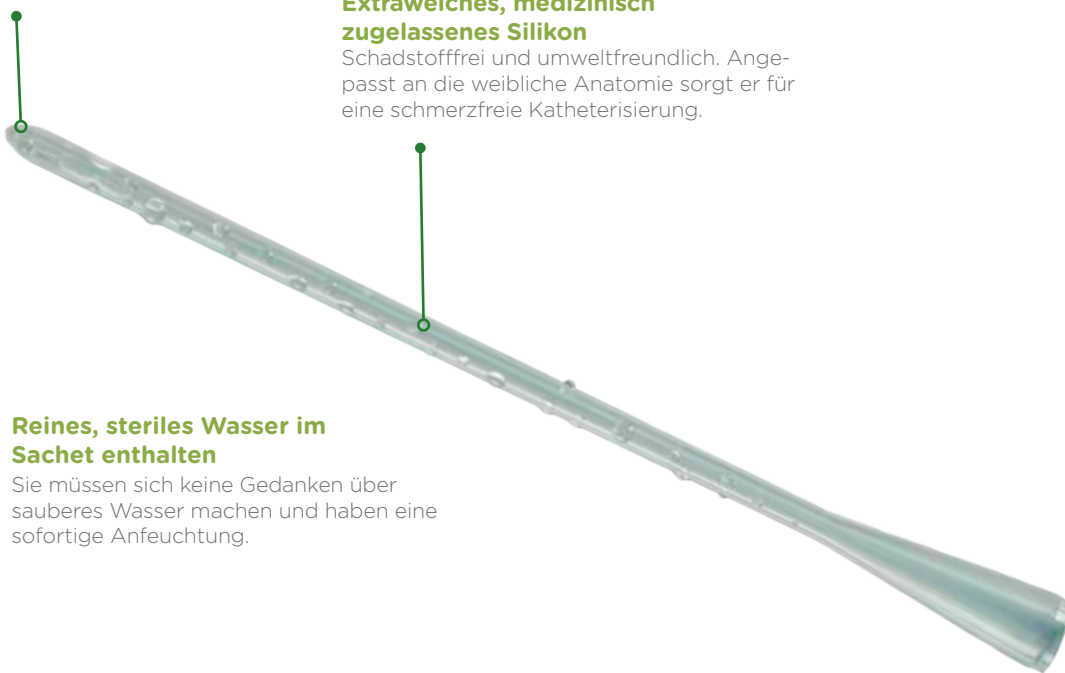 Extraweiches, medizinisch
zugelassenes Silikon
Schadstofffrei und umweltfreundlich. Ange-
passt an die weibliche Anatomie sorgt er für
eine schmerzfreie Katheterisierung.
Reines, steriles Wasser im
Sachet enthalten
Sie müssen sich keine Gedanken über
sauberes Wasser machen und haben eine
sofortige Anfeuchtung.